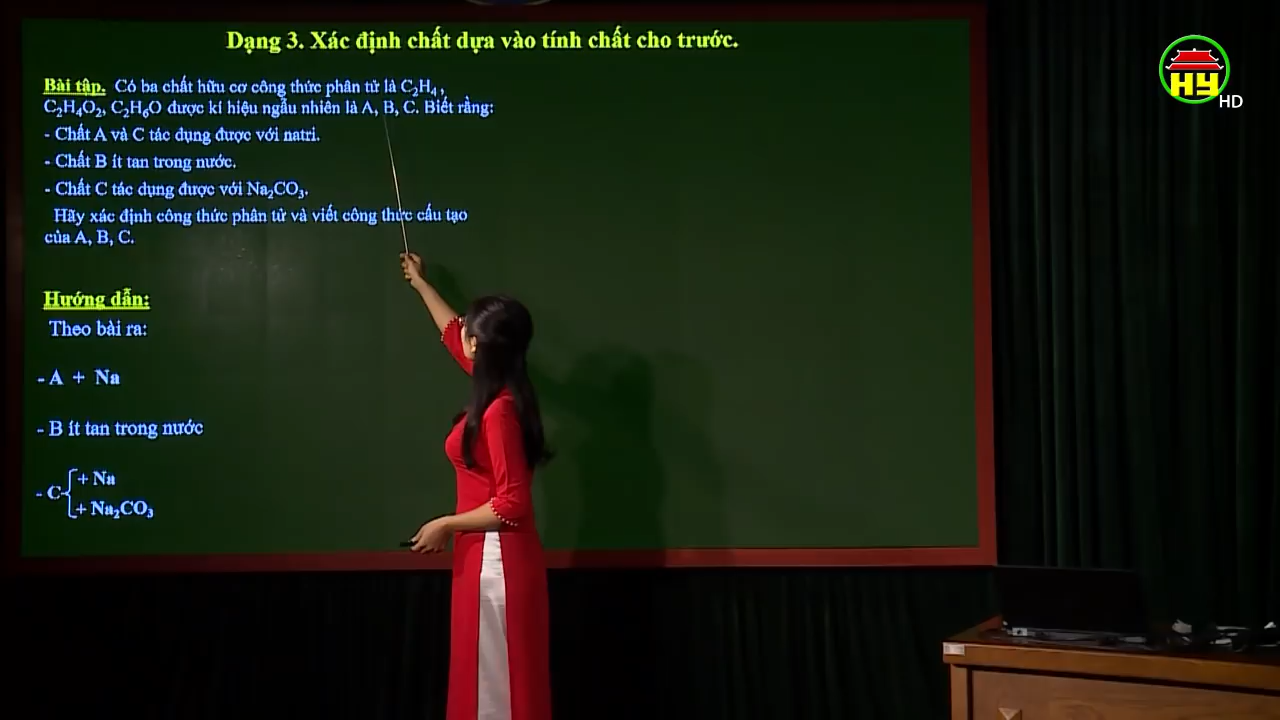 Dạng 3. Xác định chất dựa vào tính chất cho trước.
Bài tập. Có ba chất hữu cơ công thức phân tử là C₂H₄ ,
C₂H₄O₂, C₂H₆O được kí hiệu ngẫu nhiên là A, B, C. Biết rằng:
- Chất A và C tác dụng được với natri.
- Chất B ít tan trong nước.
- Chất C tác dụng được với Na₂CO₃.
Hãy xác định công thức phân tử và viết công thức cấu tạo
của A, B, C.
Hướng dẫn:
Theo bài ra:
- A + Na
- B ít tan trong nước
- C + Na
+ Na₂CO₃
HY
HD